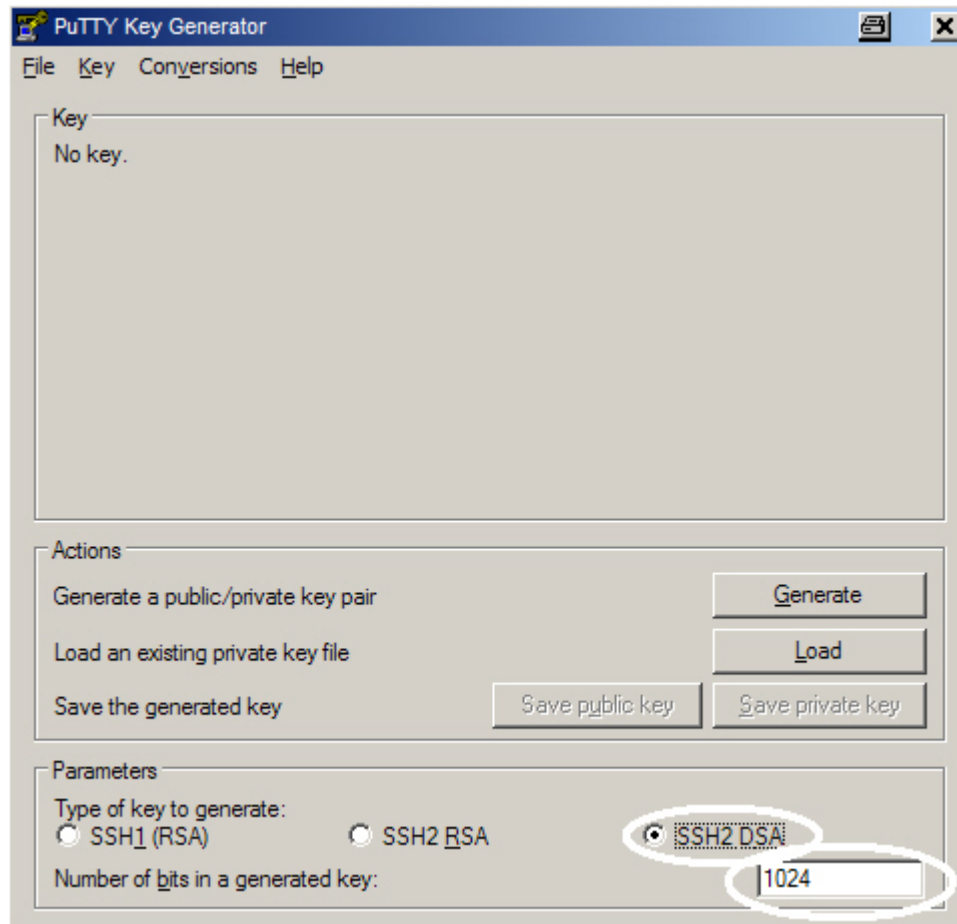 PuTTY Key Generator
File Key Conversions Help
Key
No key.
Actions
Generate a public/private key pair
Generate
Load an existing private key file
Load
Save the generated key
Save public key
Save private key
Parameters
Type of key to generate:
SSH1 (RSA) SSH2 RSA SSH2 DSA
Number of bits in a generated key: 1024